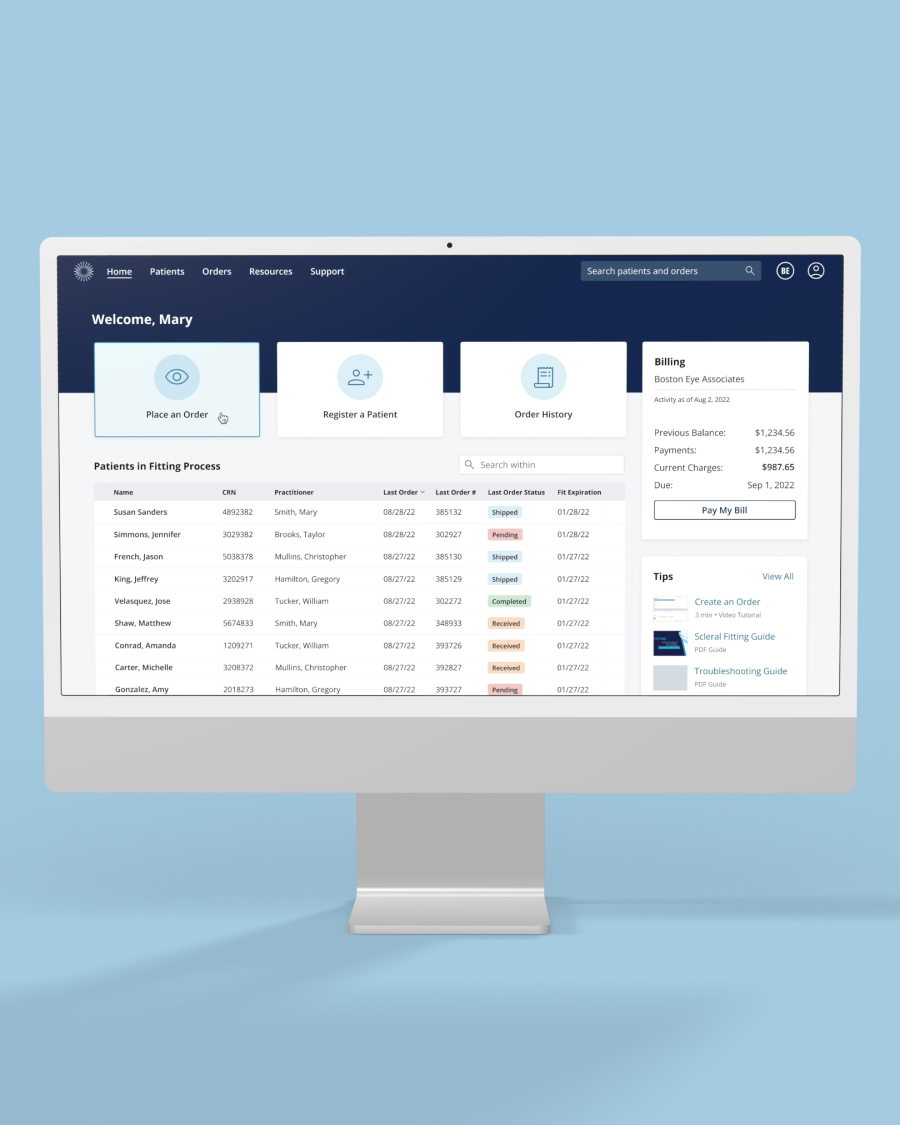 Home Patients Orders Resources Support Search patients and orders BE
Welcome, Mary
Place an Order
Register a Patient
Order History
Patients in Fitting Process Search within
Name CRN Practitioner Last Order Last Order # Last Order Status Fit Expiration
Susan Sanders 4892382 Smith, Mary 08/28/22 385132 Shipped 01/28/22
Simmons, Jennifer 3029382 Brooks, Taylor 08/28/22 302927 Pending 01/28/22
French, Jason 5038378 Mullins, Christopher 08/27/22 385130 Shipped 01/27/22
King, Jeffrey 3202917 Hamilton, Gregory 08/27/22 385129 Shipped 01/27/22
Velasquez, Jose 2938928 Tucker, William 08/27/22 302272 Completed 01/27/22
Shaw, Matthew 5674833 Smith, Mary 08/27/22 348933 Received 01/27/22
Conrad, Amanda 1209271 Tucker, William 08/27/22 393726 Received 01/27/22
Carter, Michelle 3208372 Mullins, Christopher 08/27/22 392827 Received 01/27/22
Gonzalez, Amy 2018273 Hamilton, Gregory 08/27/22 393727 Pending 01/27/22
Billing
Boston Eye Associates
Activity as of Aug 2, 2022
Previous Balance: $1,234.56
Payments: $1,234.56
Current Charges: $987.65
Due: Sep 1, 2022
Pay My Bill
Tips View All
Create an Order
3 min • Video Tutorial
Scleral Fitting Guide
PDF Guide
Troubleshooting Guide
PDF Guide